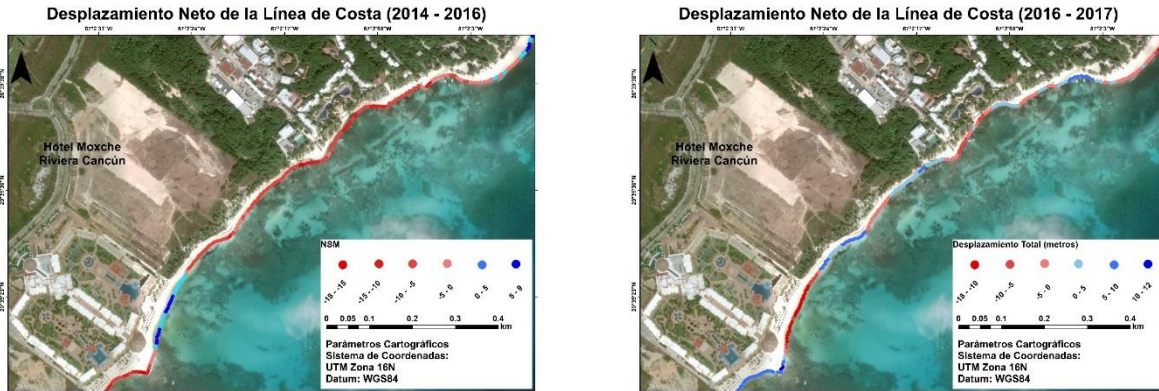 Desplazamiento Neto de la Línea de Costa (2014 - 2016)
Hotel Moxche
Riviera Cancún
NSM
-18 - -15
-15 - -10
-10 - -5
-5 - 0
0 - 5
5 - 9
0 0.05 0.1 0.2 0.3 0.4
km
Parámetros Cartográficos
Sistema de Coordenadas:
UTM Zona 16N
Datum: WGS84
Desplazamiento Neto de la Línea de Costa (2016 - 2017)
Hotel Moxche
Riviera Cancún
Desplazamiento Total (metros)
-18 - -10
-10 - -5
-5 - 0
0 - 5
5 - 10
10 - 12
0 0.05 0.1 0.2 0.3 0.4
km
Parámetros Cartográficos
Sistema de Coordenadas:
UTM Zona 16N
Datum: WGS84